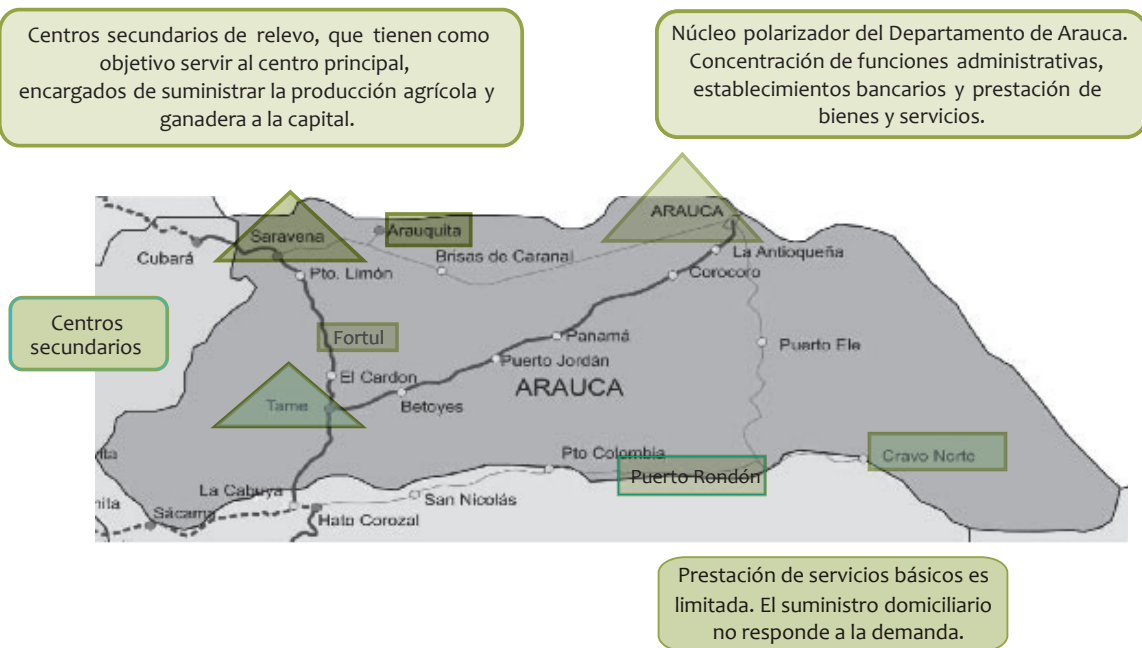 Centros secundarios de relevo, que tienen como
objetivo servir al centro principal,
encargados de suministrar la producción agrícola y
ganadera a la capital.
Núcleo polarizador del Departamento de Arauca.
Concentración de funciones administrativas,
establecimientos bancarios y prestación de
bienes y servicios.
ARAUCA
Saravena
Arauquita
Cubará
Brisas de Caranal
La Antioqueña
Pto. Limón
Corocoro
Centros
secundarios
Fortul
Panamá
Puerto Ele
Puerto Jordán
El Cardon
ARAUCA
Tame
Betoyes
Pto Colombia
Cravo Norte
Puerto Rondón
La Cabuya
San Nicolás
Sácama
Hato Corozal
Prestación de servicios básicos es
limitada. El suministro domiciliario
no responde a la demanda.